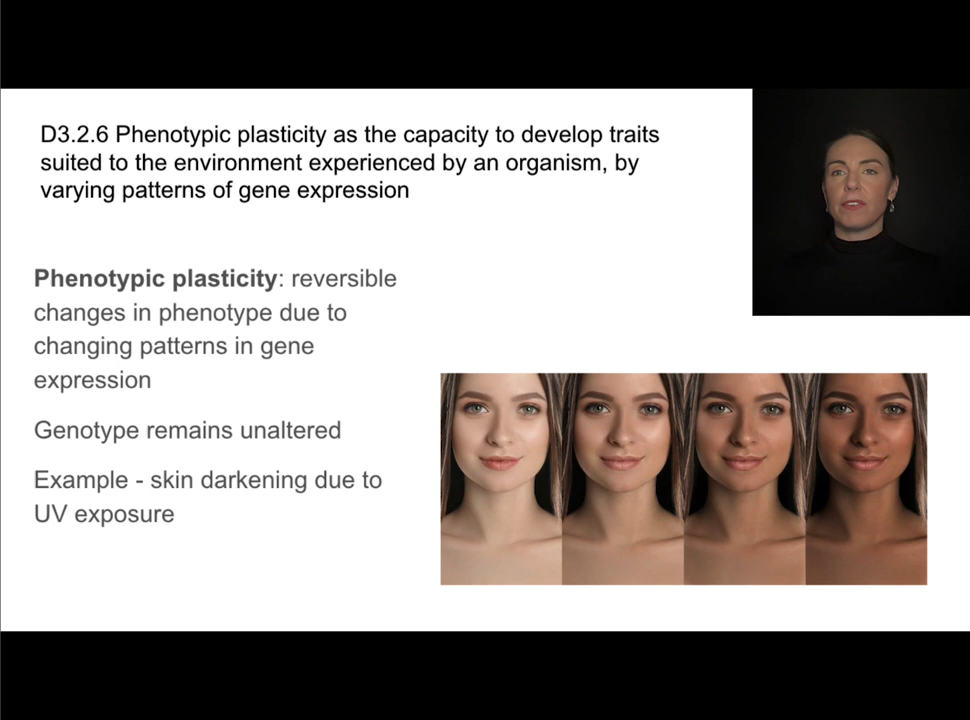 D3.2.6 Phenotypic plasticity as the capacity to develop traits
suited to the environment experienced by an organism, by
varying patterns of gene expression
Phenotypic plasticity: reversible
changes in phenotype due to
changing patterns in gene
expression
Genotype remains unaltered
Example - skin darkening due to
UV exposure